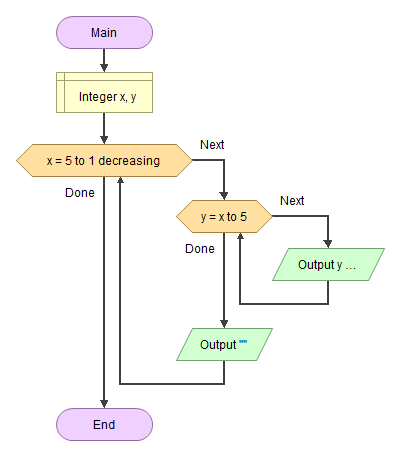 Main
Integer x, y
x = 5 to 1 decreasing
Next
Done
y = x to 5
Next
Done
Output y ...
Output ""
End